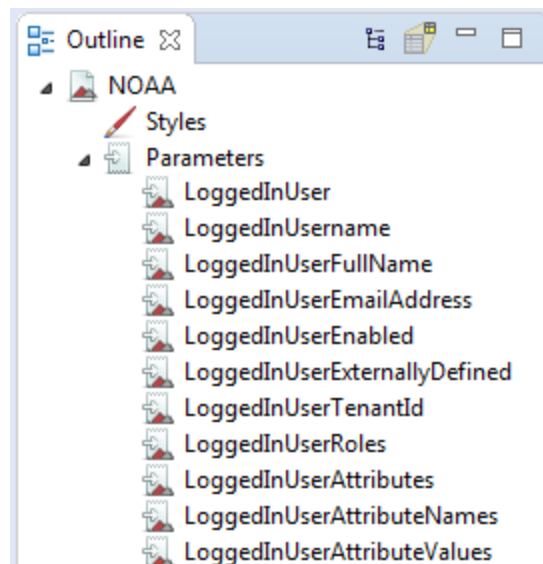 Outline
NOAA
Styles
Parameters
LoggedInUser
LoggedInUsername
LoggedInUserFullName
LoggedInUserEmailAddress
LoggedInUserEnabled
LoggedInUserExternallyDefined
LoggedInUserTenantId
LoggedInUserRoles
LoggedInUserAttributes
LoggedInUserAttributeNames
LoggedInUserAttributeValues